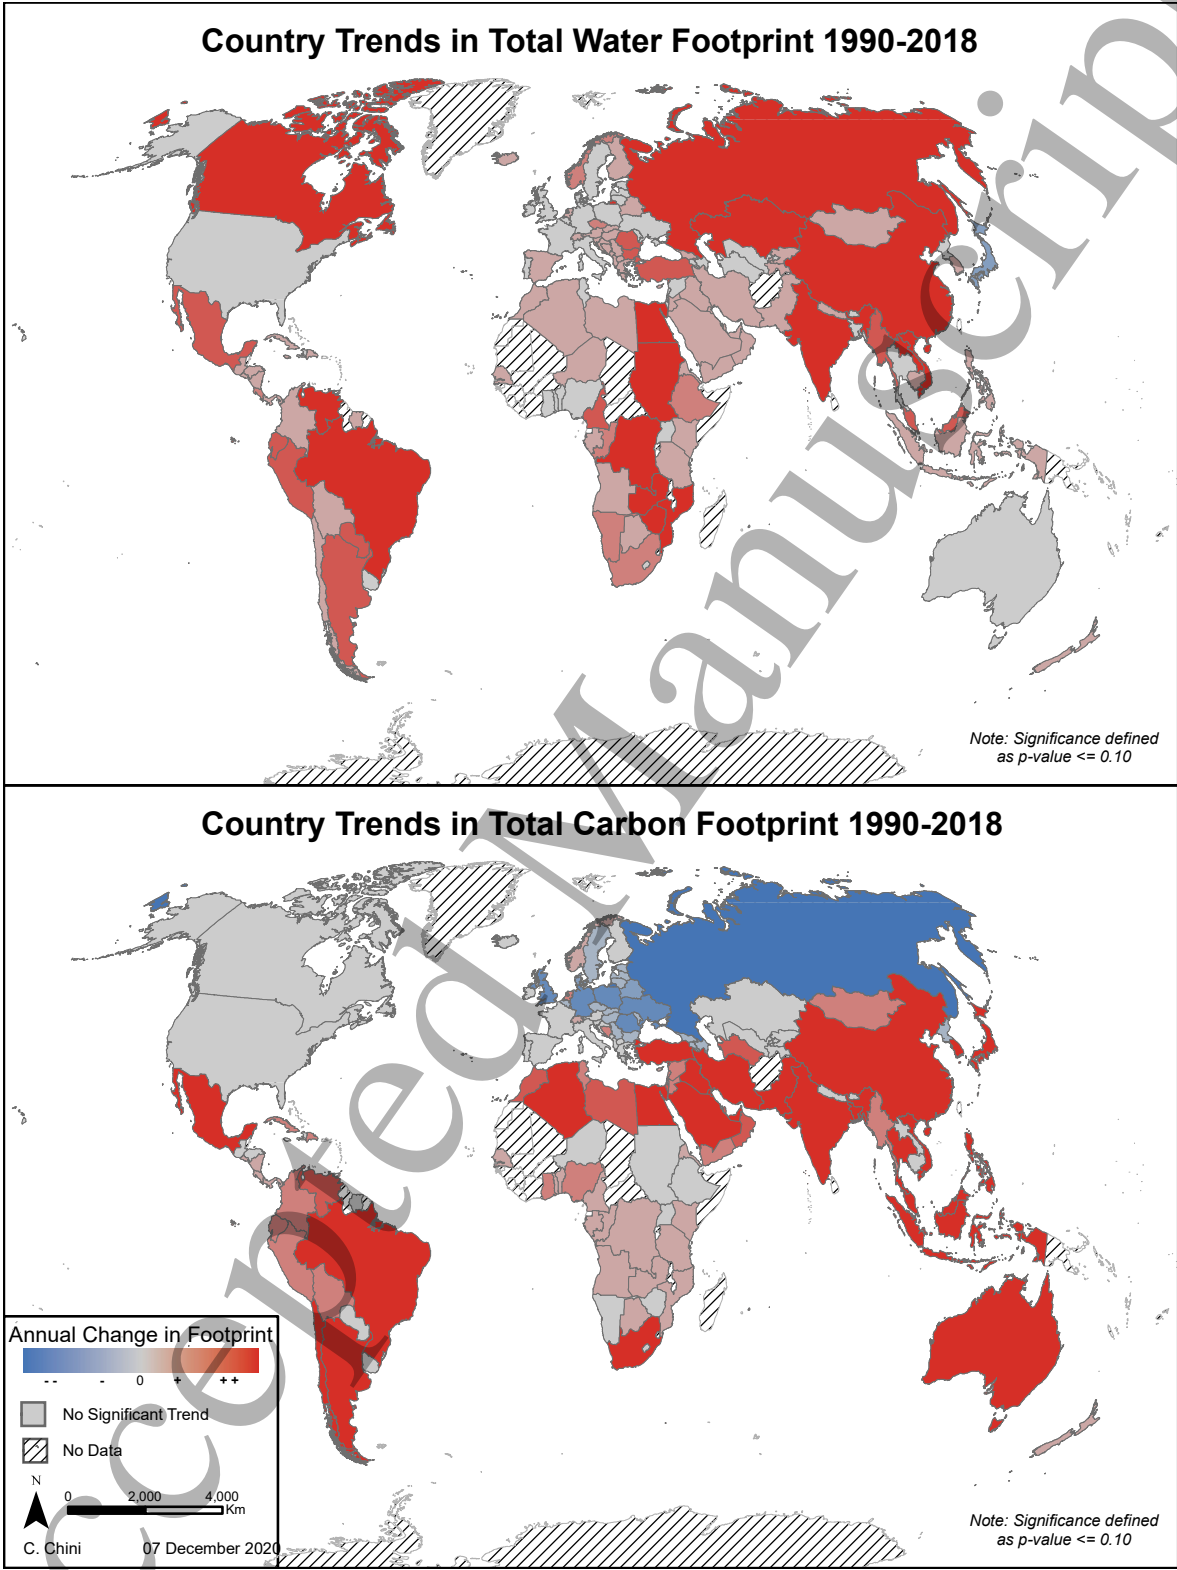 Country Trends in Total Water Footprint 1990-2018
Note: Significance defined
as p-value <= 0.10
Country Trends in Total Carbon Footprint 1990-2018
Annual Change in Footprint
- -   -   0   +   + +
No Significant Trend
No Data
N
0   2,000   4,000
Km
C. Chini   07 December 2020
Note: Significance defined
as p-value <= 0.10
ccepted Manuscrip